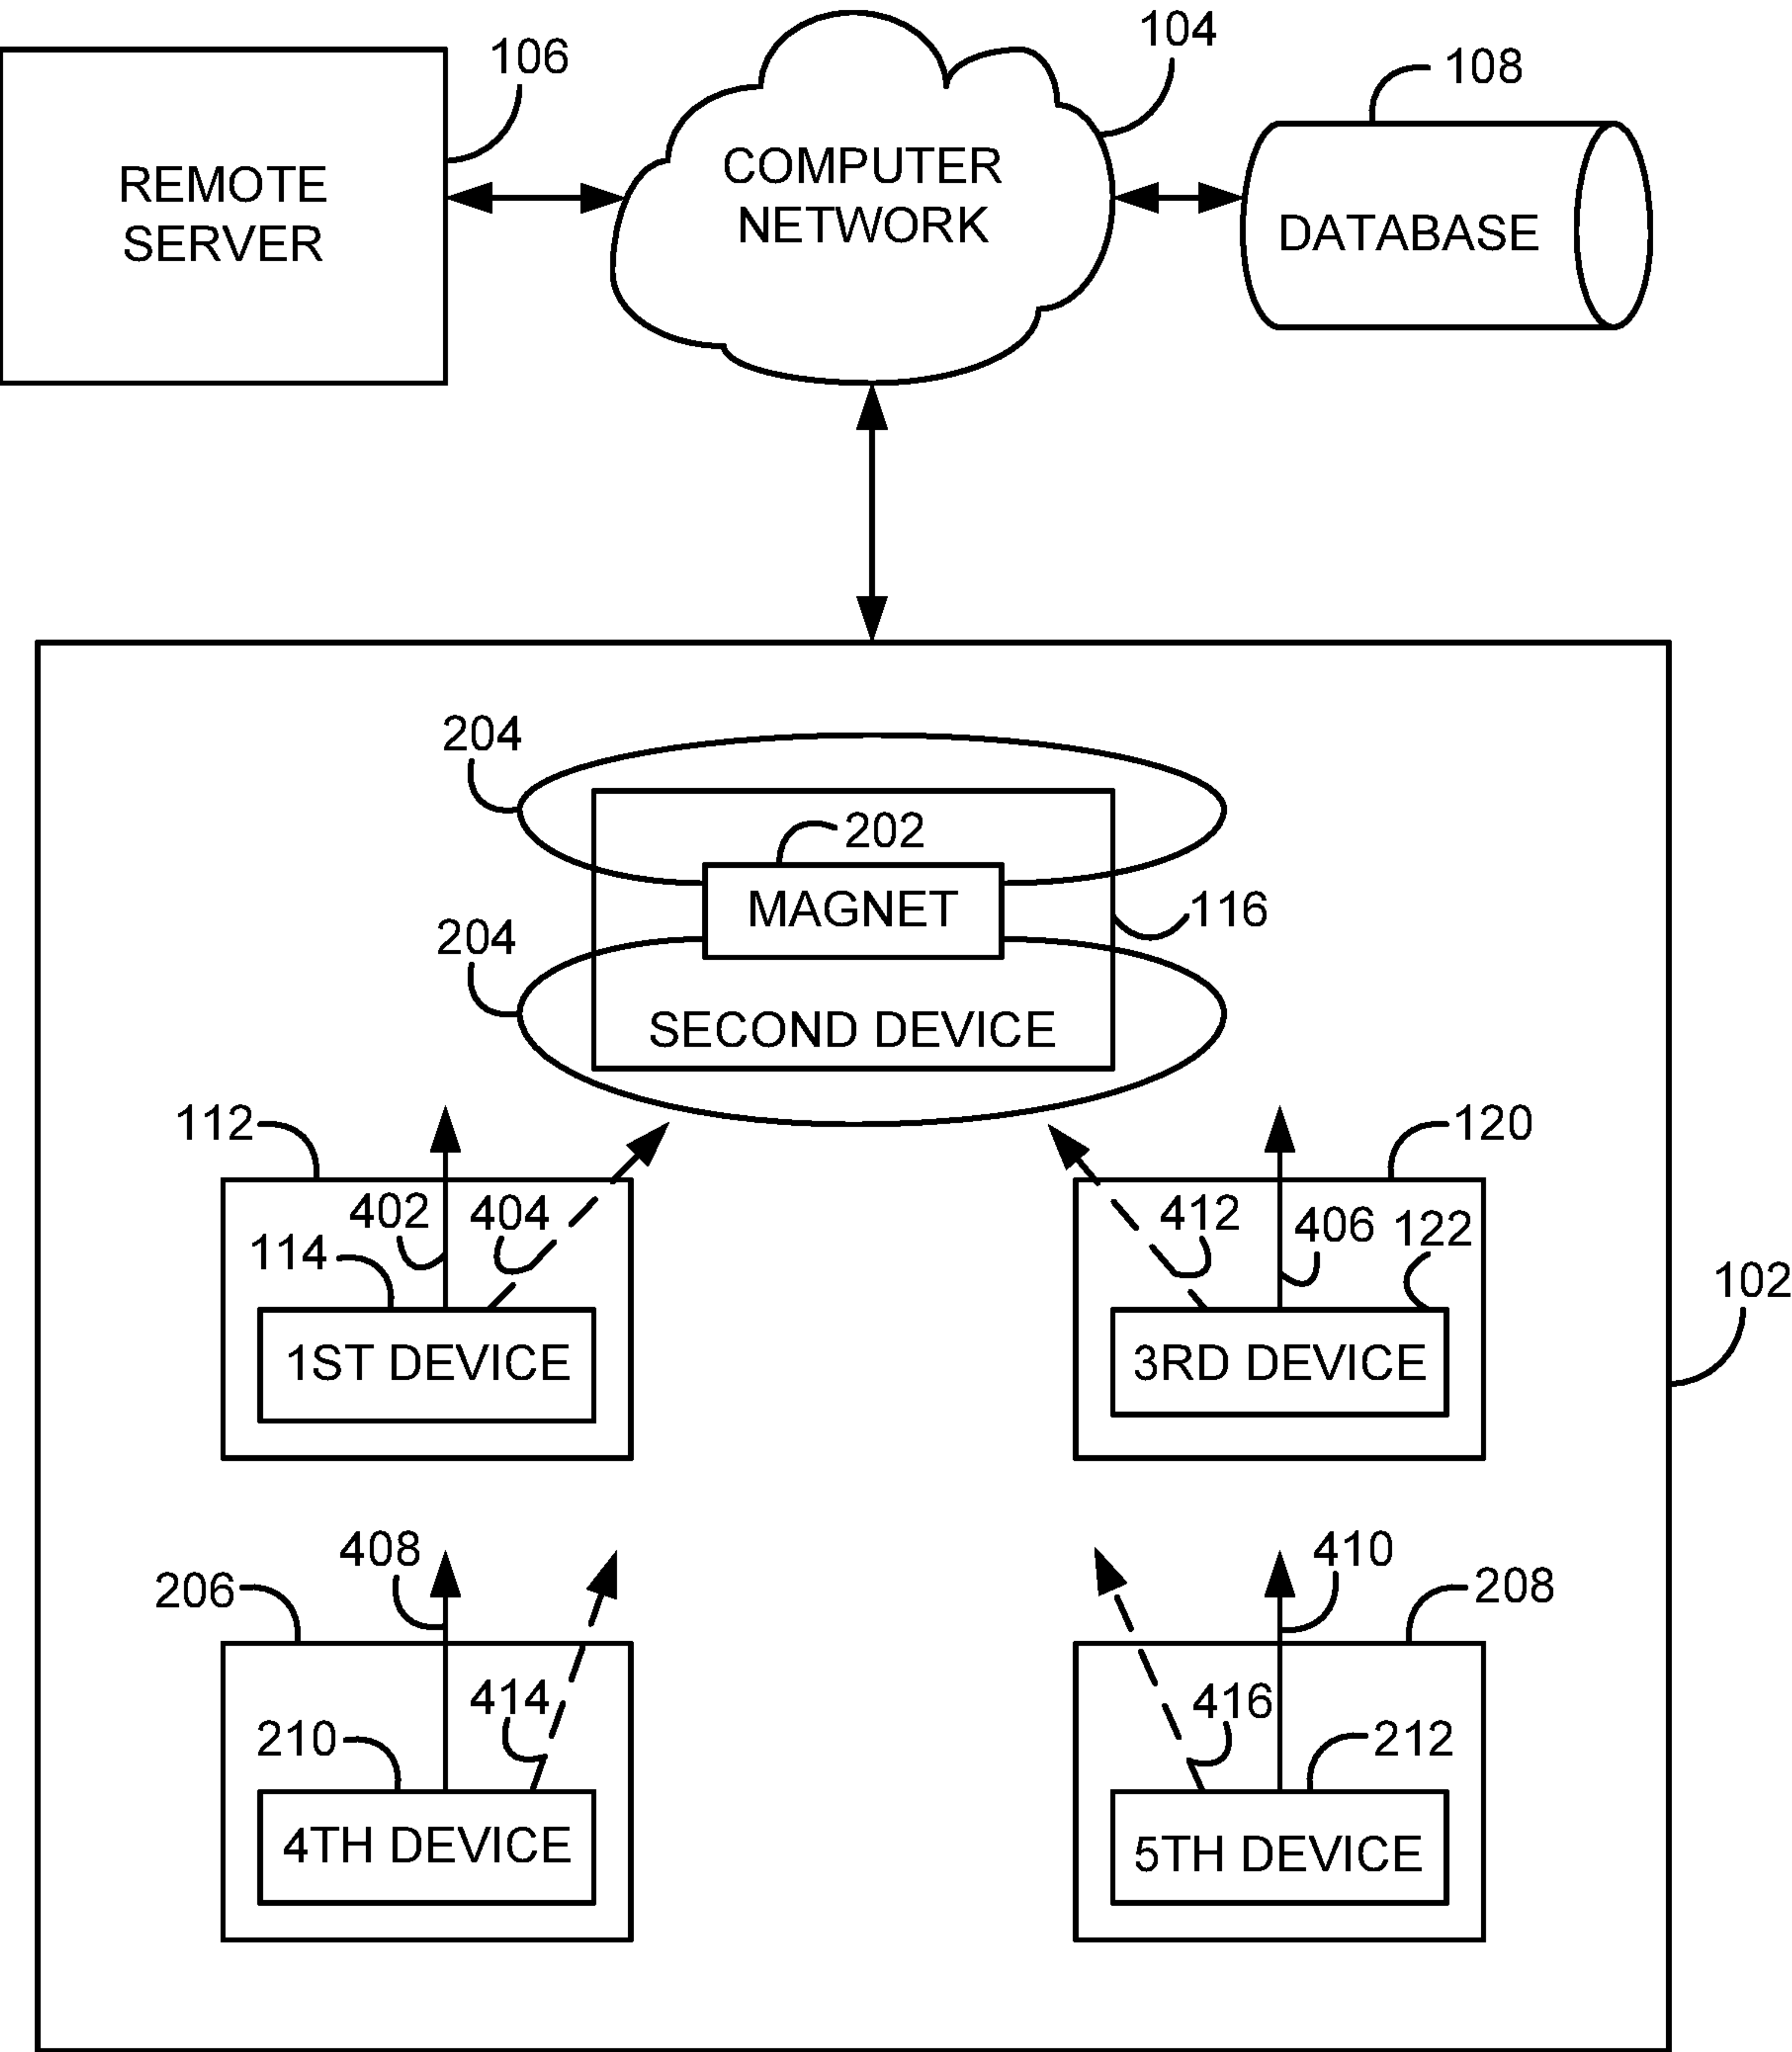 104
106
108
REMOTE
SERVER
COMPUTER
NETWORK
DATABASE
204
202
MAGNET
116
204
SECOND DEVICE
112
120
402
404
412
406
122
114
102
1ST DEVICE
3RD DEVICE
408
410
206
208
414
416
210
212
4TH DEVICE
5TH DEVICE